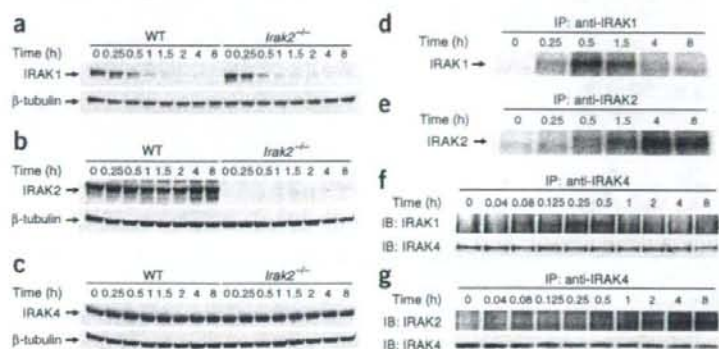 a
WT Irak2−/−
Time (h) 0 0.25 0.5 1 1.5 2 4 8 0 0.25 0.5 1 1.5 2 4 8
IRAK1
β-tubulin
b
WT Irak2−/−
Time (h) 0 0.25 0.5 1 1.5 2 4 8 0 0.25 0.5 1 1.5 2 4 8
IRAK2
β-tubulin
c
WT Irak2−/−
Time (h) 0 0.25 0.5 1 1.5 2 4 8 0 0.25 0.5 1 1.5 2 4 8
IRAK4
β-tubulin
d
IP: anti-IRAK1
Time (h) 0 0.25 0.5 1.5 4 8
IRAK1
e
IP: anti-IRAK2
Time (h) 0 0.25 0.5 1.5 4 8
IRAK2
f
IP: anti-IRAK4
Time (h) 0 0.04 0.08 0.125 0.25 0.5 1 2 4 8
IB: IRAK1
IB: IRAK4
g
IP: anti-IRAK4
Time (h) 0 0.04 0.08 0.125 0.25 0.5 1 2 4 8
IB: IRAK2
IB: IRAK4